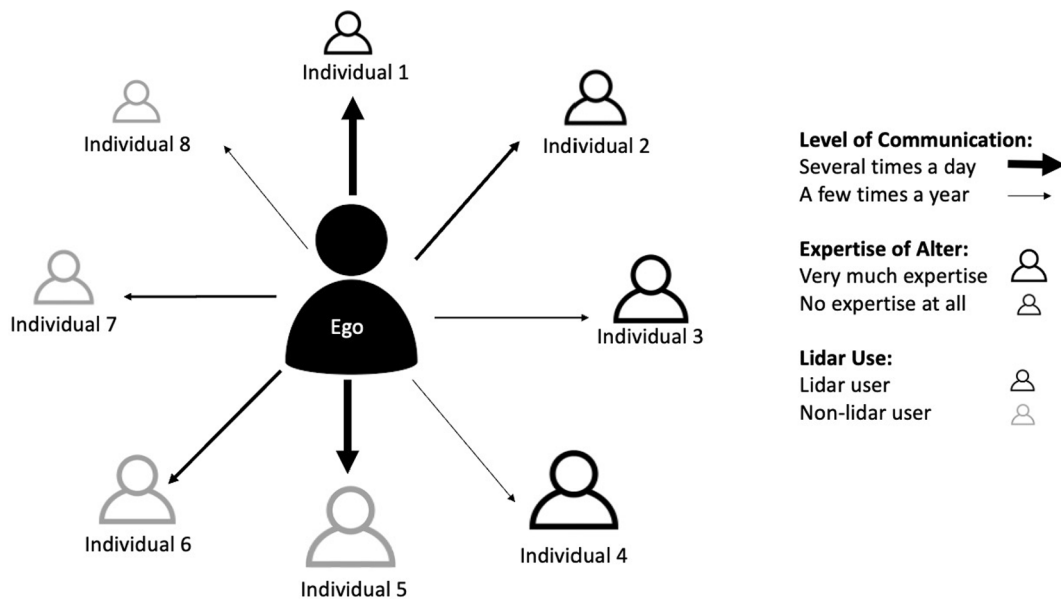 Individual 1
Individual 8
Individual 2
Individual 7
Ego
Individual 3
Individual 6
Individual 5
Individual 4
Level of Communication:
Several times a day
A few times a year
Expertise of Alter:
Very much expertise
No expertise at all
Lidar Use:
Lidar user
Non-lidar user